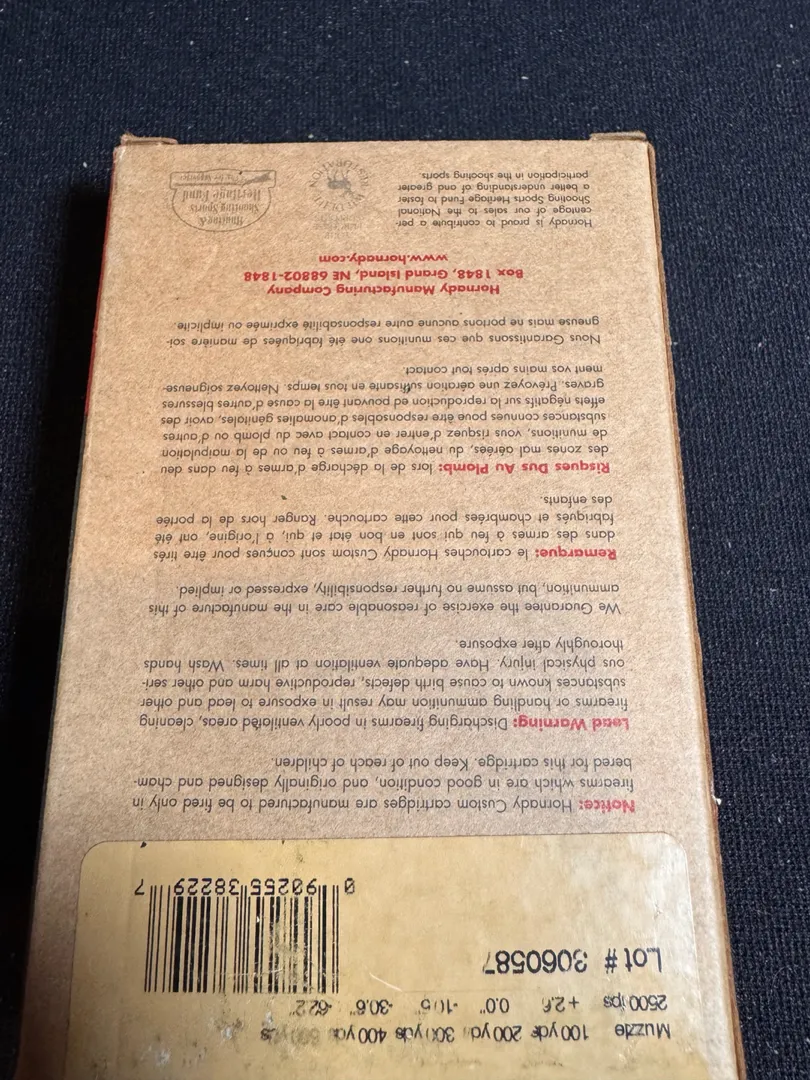 Muzzle 100 yds 200 yds 300 yds 400 yds
2500 fps 0.0" -30.6" -62.2"
Lot # 3060587
0 90255 38229 7
Notice: Hornady Custom cartridges are manufactured to be fired only in
firearms which are in good condition, and originally designed and cham-
bered for this cartridge. Keep out of reach of children.
Lead Warning: Discharging firearms in poorly ventilated areas, cleaning
firearms or handling ammunition may result in exposure to lead and other
substances known to cause birth defects, reproductive harm and other seri-
ous physical injury. Have adequate ventilation at all times. Wash hands
thoroughly after exposure.
We Guarantee the exercise of reasonable care in the manufacture of this
ammunition, but assume no further responsibility, expressed or implied.
Remarque: le cartouches Hornady Custom sont conçues pour être tirés
dans des armes à feu qui sont en bon état et qui, à l'origine, ont été
fabriqués et chambrées pour cette cartouche. Ranger hors de la portée
des enfants.
Risques Dus Au Plomb: lors de la décharge d'armes à feu dans deu
des zones mal aérées, du nettoyage d'armes à feu ou de la manipulation
de munitions, vous risquez d'entrer en contact avec du plomb ou d'autres
substances connues poue être responsables d'anomalies génitales, avoir des
effets négatifs sur la reproduction ed pouvant être la cause d'autres blessures
graves. Prévoyez une aération suffisante en tous temps. Nettoyez soigneuse-
ment vos mains après tout contact
Nous Garantissons que ces munitions one été fabriquées de manière soi-
gneuse mais ne portons aucune autre responsabilité exprimée ou implicite.
Hornady Manufacturing Company
Box 1848, Grand Island, NE 68802-1848
www.hornady.com
Hornady is proud to contribute a per-
centage of our sales to the National
Shooting Sports Heritage Fund to foster
a better understanding of and greater
participation in the shooting sports
RESTORATION
Hunting &
Shooting Sports
Heritage Fund